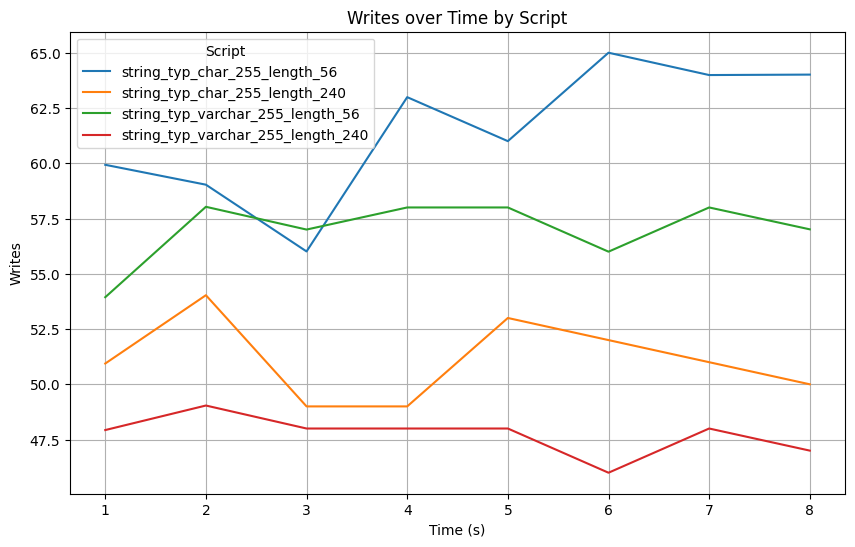 Writes over Time by Script
Script
string_typ_char_255_length_56
string_typ_char_255_length_240
string_typ_varchar_255_length_56
string_typ_varchar_255_length_240
65.0
62.5
60.0
57.5
55.0
52.5
50.0
47.5
Writes
1 2 3 4 5 6 7 8
Time (s)